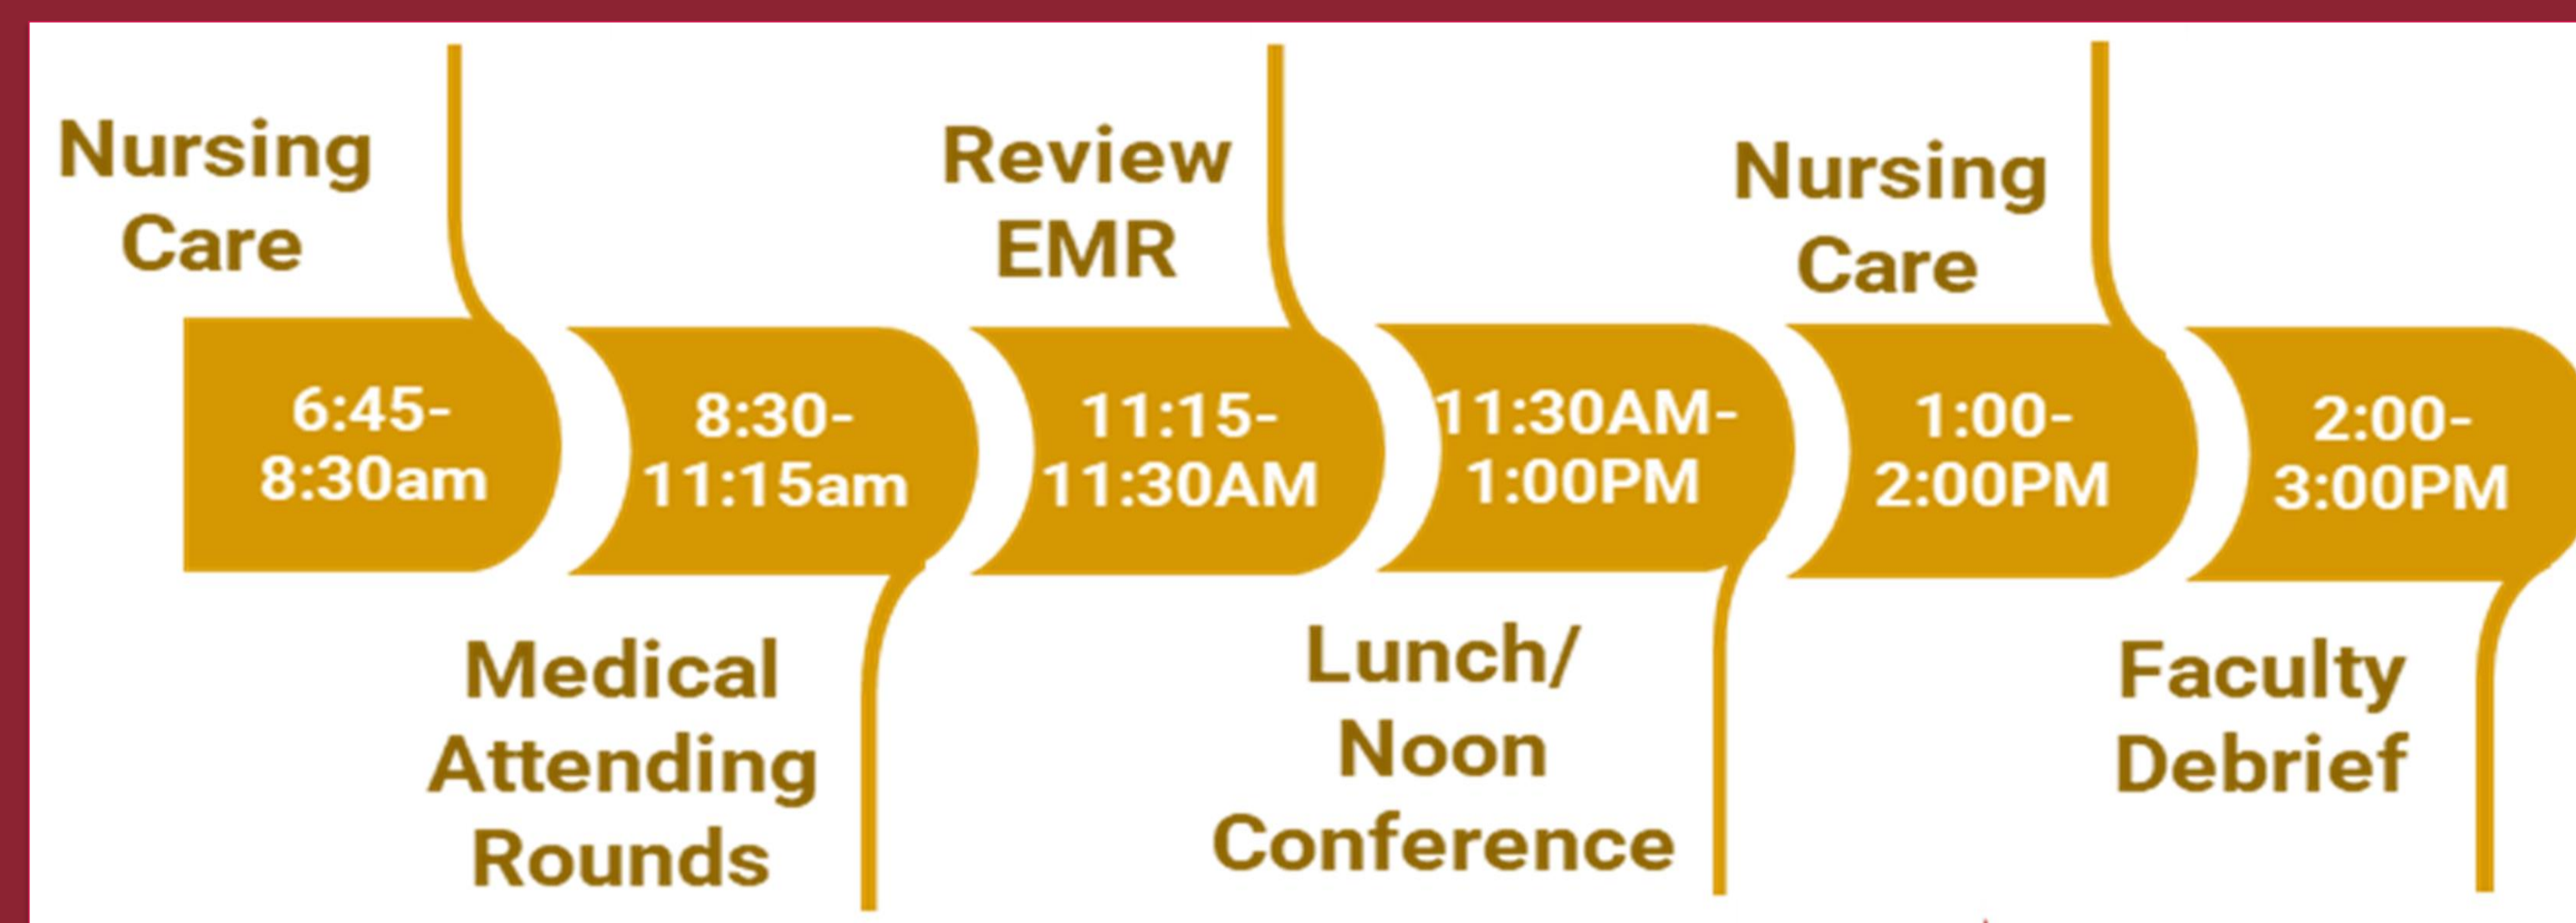 Nursing
Care
6:45-
8:30am
Medical
Attending
Rounds
8:30-
11:15am
Review
EMR
11:15-
11:30AM
Lunch/
Noon
Conference
11:30AM-
1:00PM
Nursing
Care
1:00-
2:00PM
Faculty
Debrief
2:00-
3:00PM